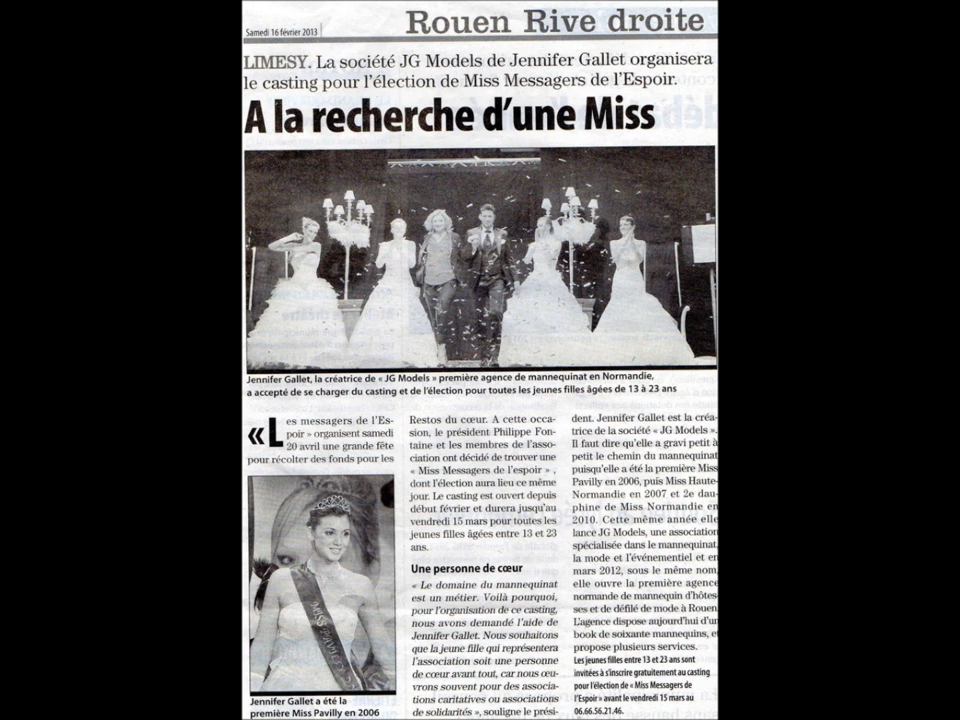 Samedi 16 février 2013
Rouen Rive droite
LIMESY. La société JG Models de Jennifer Gallet organisera
le casting pour l'élection de Miss Messagers de l'Espoir.
A la recherche d'une Miss
Jennifer Gallet, la créatrice de « JG Models » première agence de mannequinat en Normandie,
a accepté de se charger du casting et de l'élection pour toutes les jeunes filles âgées de 13 à 23 ans
« Les messagers de l'Es-
poir » organisent samedi
20 avril une grande fête
pour récolter des fonds pour les
MISS PAVILLY
Jennifer Gallet a été la
première Miss Pavilly en 2006
Restos du cœur. A cette occa-
sion, le président Philippe Fon-
taine et les membres de l'asso-
ciation ont décidé de trouver une
« Miss Messagers de l'espoir » ,
dont l'élection aura lieu ce même
jour. Le casting est ouvert depuis
début février et durera jusqu'au
vendredi 15 mars pour toutes les
jeunes filles âgées entre 13 et 23
ans.
Une personne de cœur
« Le domaine du mannequinat
est un métier. Voilà pourquoi,
pour l'organisation de ce casting,
nous avons demandé l'aide de
Jennifer Gallet. Nous souhaitons
que la jeune fille qui représentera
l'association soit une personne
de cœur avant tout, car nous œu-
vrons souvent pour des associa-
tions caritatives ou associations
de solidarités », souligne le prési-
dent. Jennifer Gallet est la créa-
trice de la société « JG Models ».
Il faut dire qu'elle a gravi petit à
petit le chemin du mannequinat
puisqu'elle a été la première Miss
Pavilly en 2006, puis Miss Haute-
Normandie en 2007 et 2e dau-
phine de Miss Normandie en
2010. Cette même année elle
lance JG Models, une association
spécialisée dans le mannequinat,
la mode et l'événementiel et en
mars 2012, sous le même nom,
elle ouvre la première agence
normande de mannequin d'hôtes-
ses et de défilé de mode à Rouen.
L'agence dispose aujourd'hui d'un
book de soixante mannequins, et
propose plusieurs services.
Les jeunes filles entre 13 et 23 ans sont
invitées à s'inscrire gratuitement au casting
pour l'élection de « Miss Messagers de
l'Espoir » avant le vendredi 15 mars au
06.66.56.21.46.